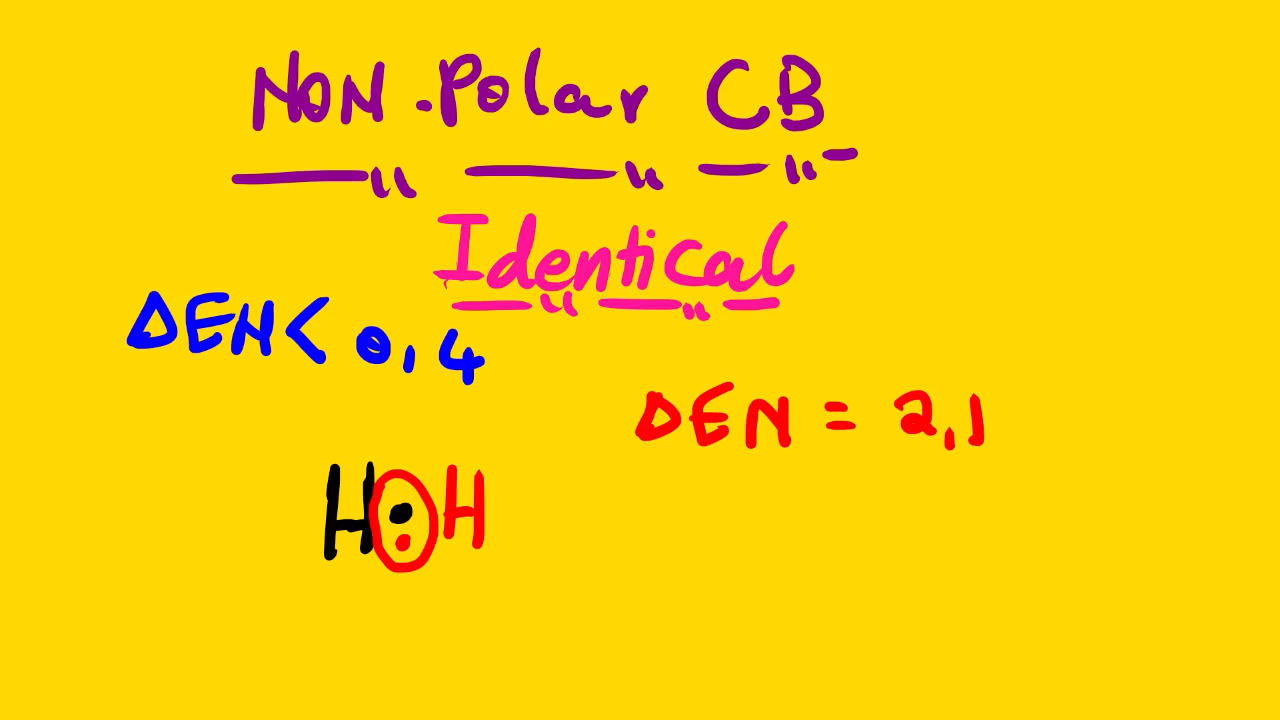 NON-Polar CB
Identical
ΔEN< 0,4
ΔEN = 2,1
H:H